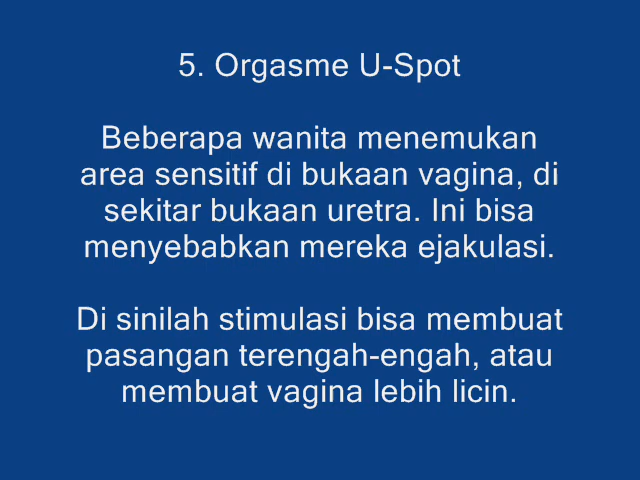 5. Orgasme U-Spot
Beberapa wanita menemukan
area sensitif di bukaan vagina, di
sekitar bukaan uretra. Ini bisa
menyebabkan mereka ejakulasi.
Di sinilah stimulasi bisa membuat
pasangan terengah-engah, atau
membuat vagina lebih licin.